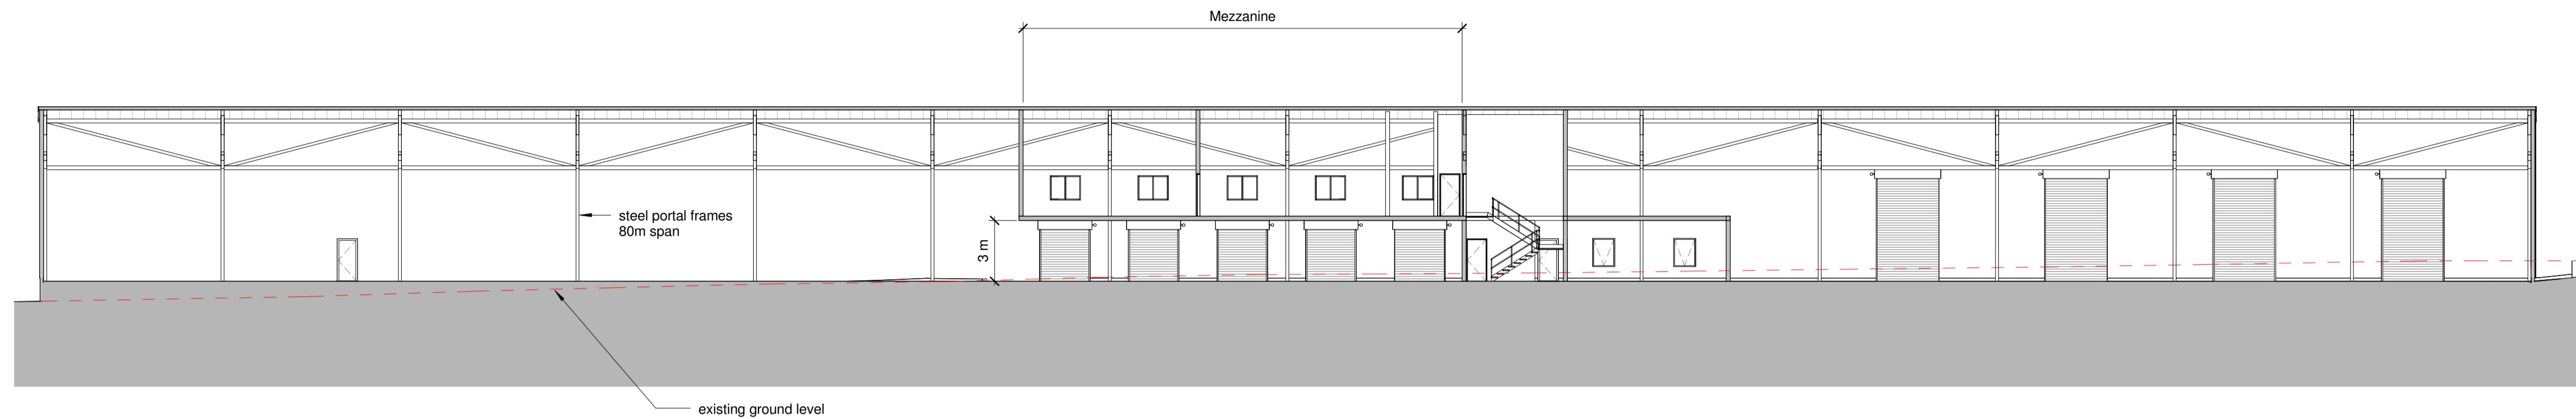 Mezzanine
steel portal frames
80m span
3 m
existing ground level